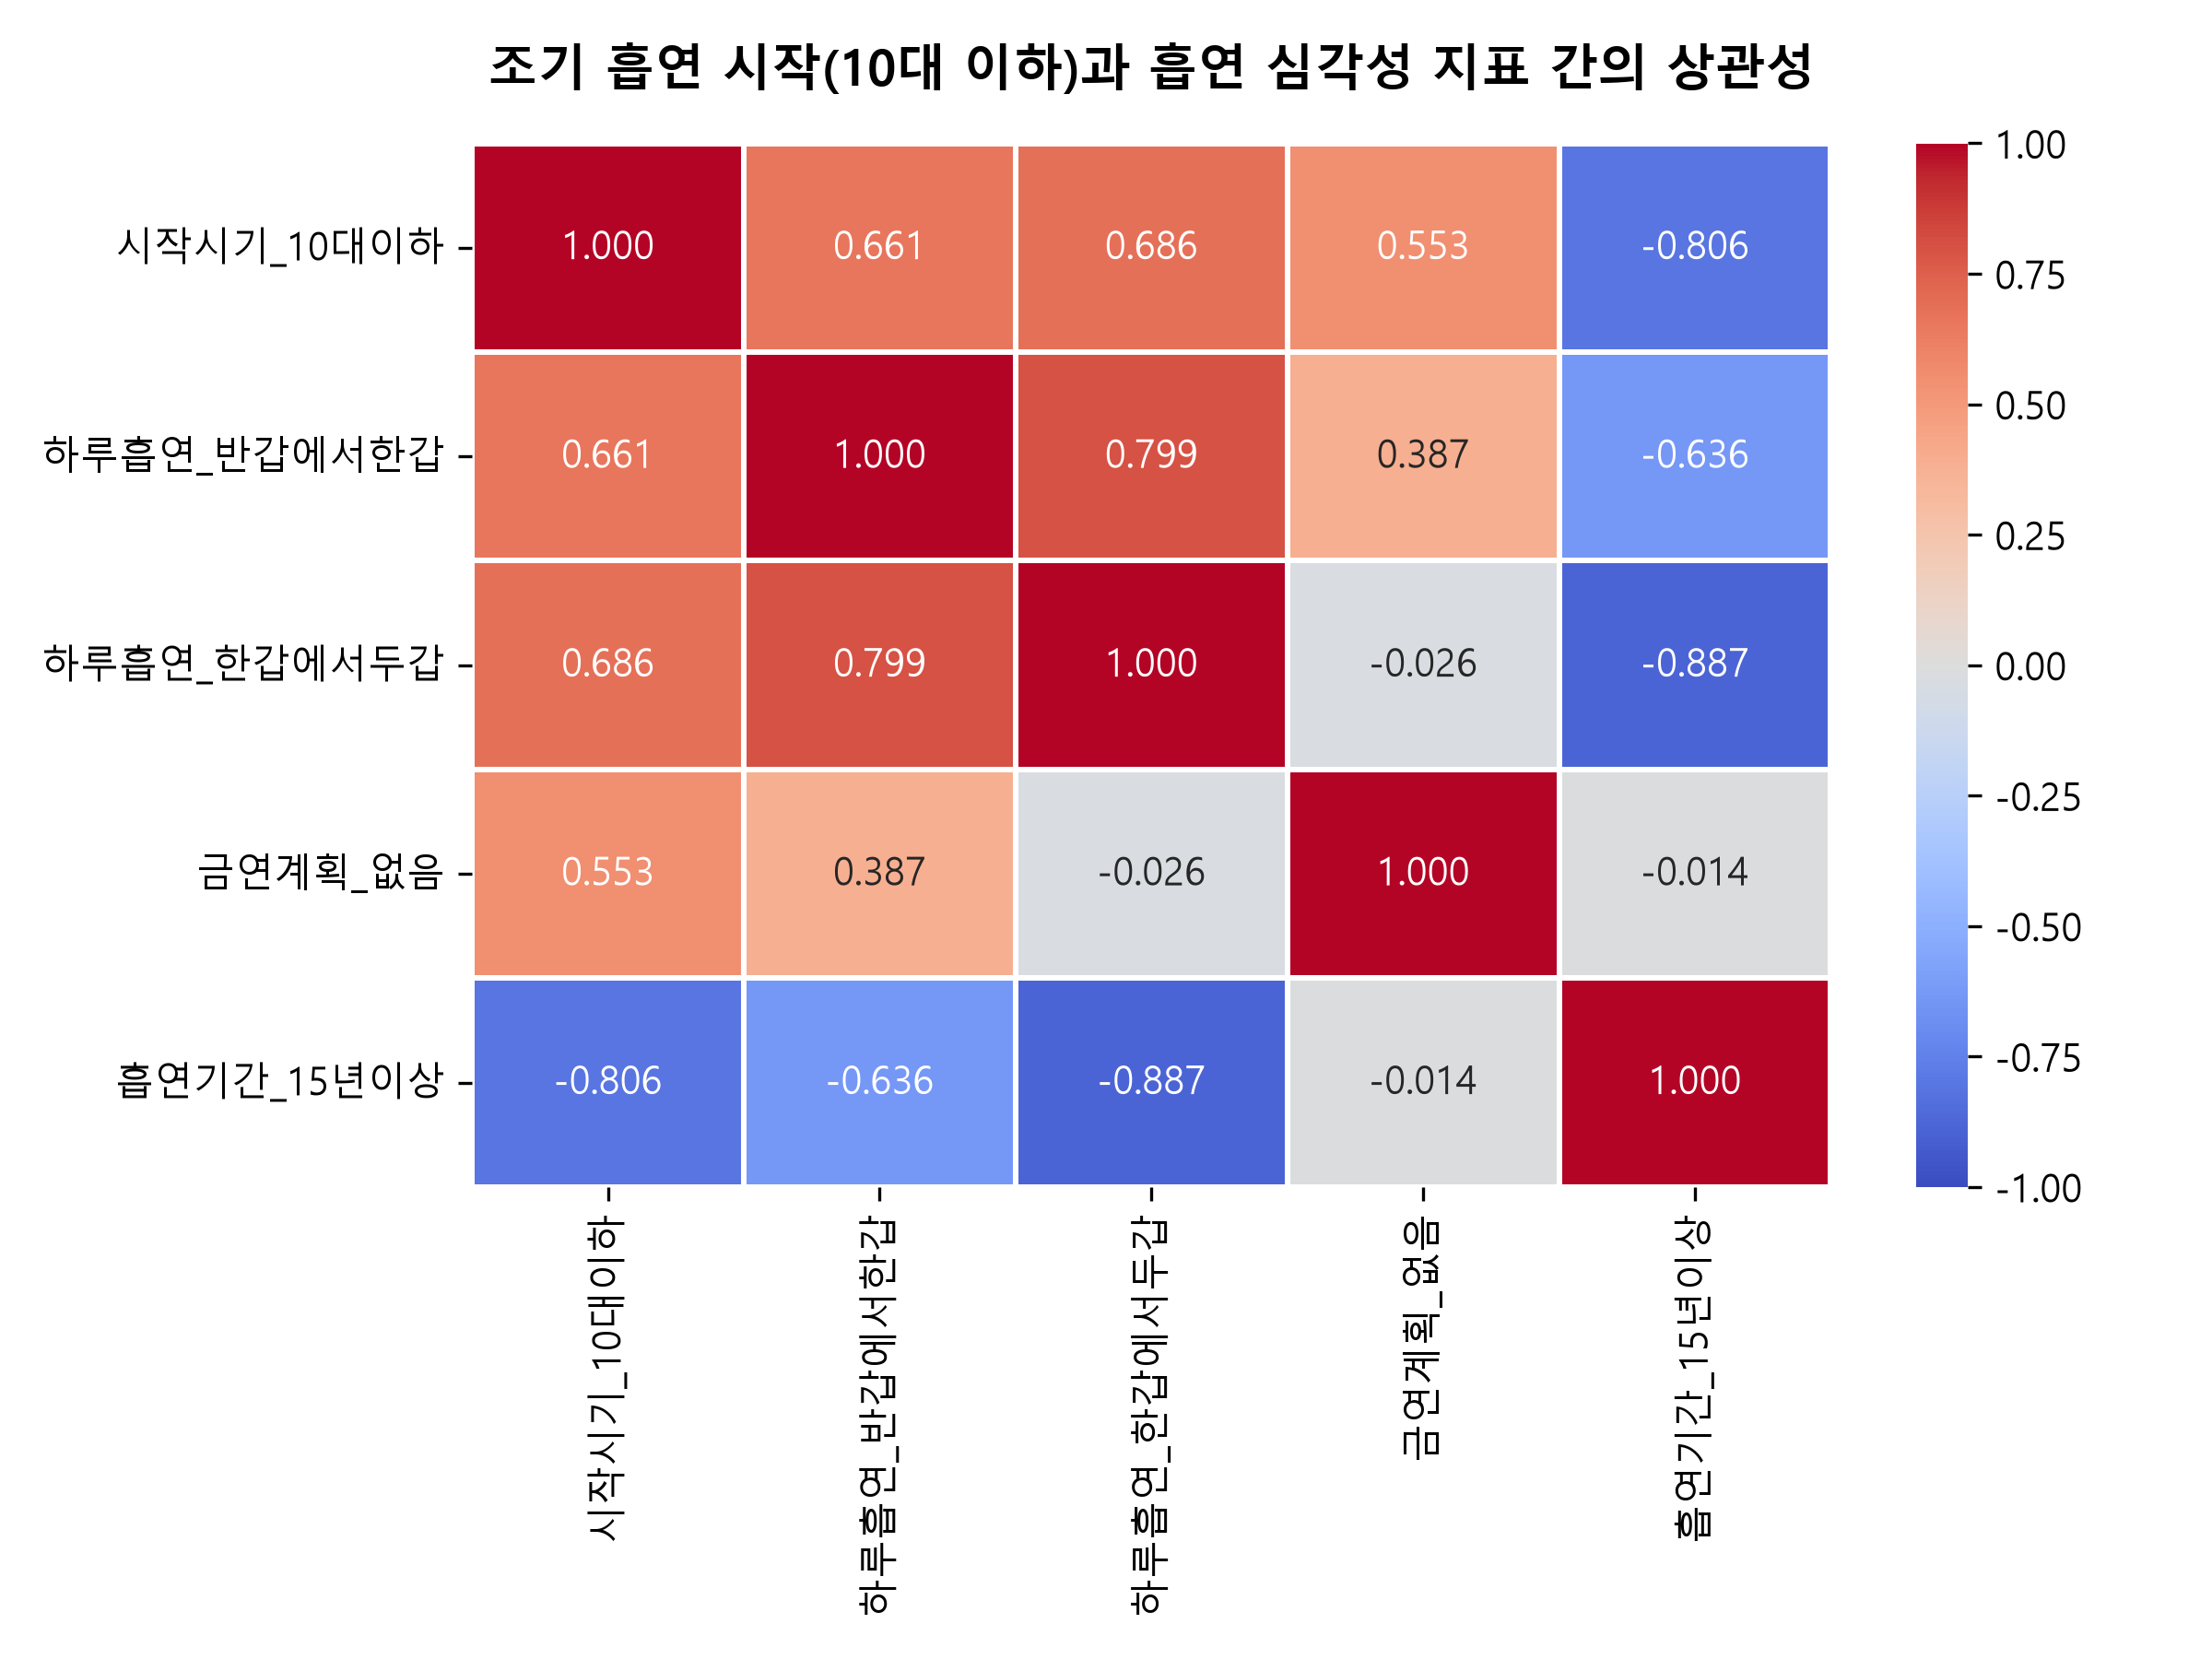 조기 흡연 시작(10대 이하)과 흡연 심각성 지표 간의 상관성
시작시기_10대이하 1.000 0.661 0.686 0.553 -0.806
하루흡연_반갑에서한갑 0.661 1.000 0.799 0.387 -0.636
하루흡연_한갑에서두갑 0.686 0.799 1.000 -0.026 -0.887
금연계획_없음 0.553 0.387 -0.026 1.000 -0.014
흡연기간_15년이상 -0.806 -0.636 -0.887 -0.014 1.000
시작시기_10대이하
하루흡연_반갑에서한갑
하루흡연_한갑에서두갑
금연계획_없음
흡연기간_15년이상
1.00
0.75
0.50
0.25
0.00
-0.25
-0.50
-0.75
-1.00